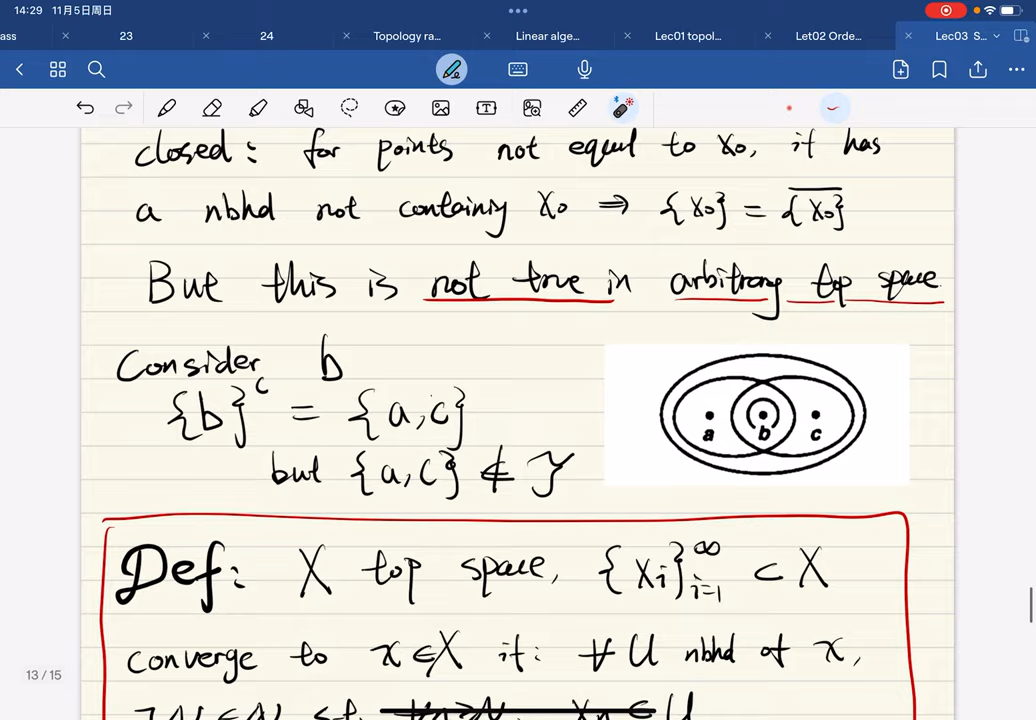 14:29 11月5日周日
ass
23
24
Topology ra...
Linear alge...
Lec01 topol...
Let02 Orde...
Lec03 S...
closed: for points not equal to x₀, it has
a nbhd not containiy x₀ ⇒ {x₀} = \overline{{x₀}}
But this is not true in arbitrary top space.
Consider b
{b}ᶜ = {a,c}
but {a,c} ∉ 𝒯
a b c
Def: X top space, {xᵢ}_{i=1}^{∞} ⊂ X
converge to x∈X if: ∀ U nbhd of x,
13/15